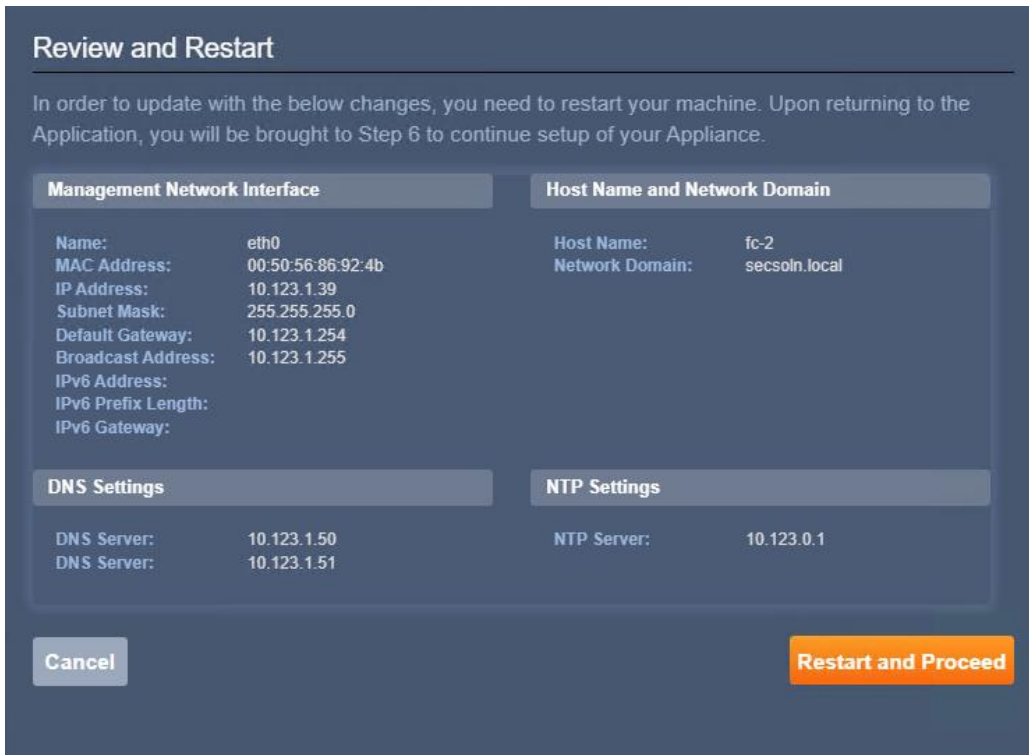 Review and Restart
In order to update with the below changes, you need to restart your machine. Upon returning to the
Application, you will be brought to Step 6 to continue setup of your Appliance.
Management Network Interface
Name: eth0
MAC Address: 00:50:56:86:92:4b
IP Address: 10.123.1.39
Subnet Mask: 255.255.255.0
Default Gateway: 10.123.1.254
Broadcast Address: 10.123.1.255
IPv6 Address:
IPv6 Prefix Length:
IPv6 Gateway:
Host Name and Network Domain
Host Name: fc-2
Network Domain: secsoln.local
DNS Settings
DNS Server: 10.123.1.50
DNS Server: 10.123.1.51
NTP Settings
NTP Server: 10.123.0.1
Cancel
Restart and Proceed